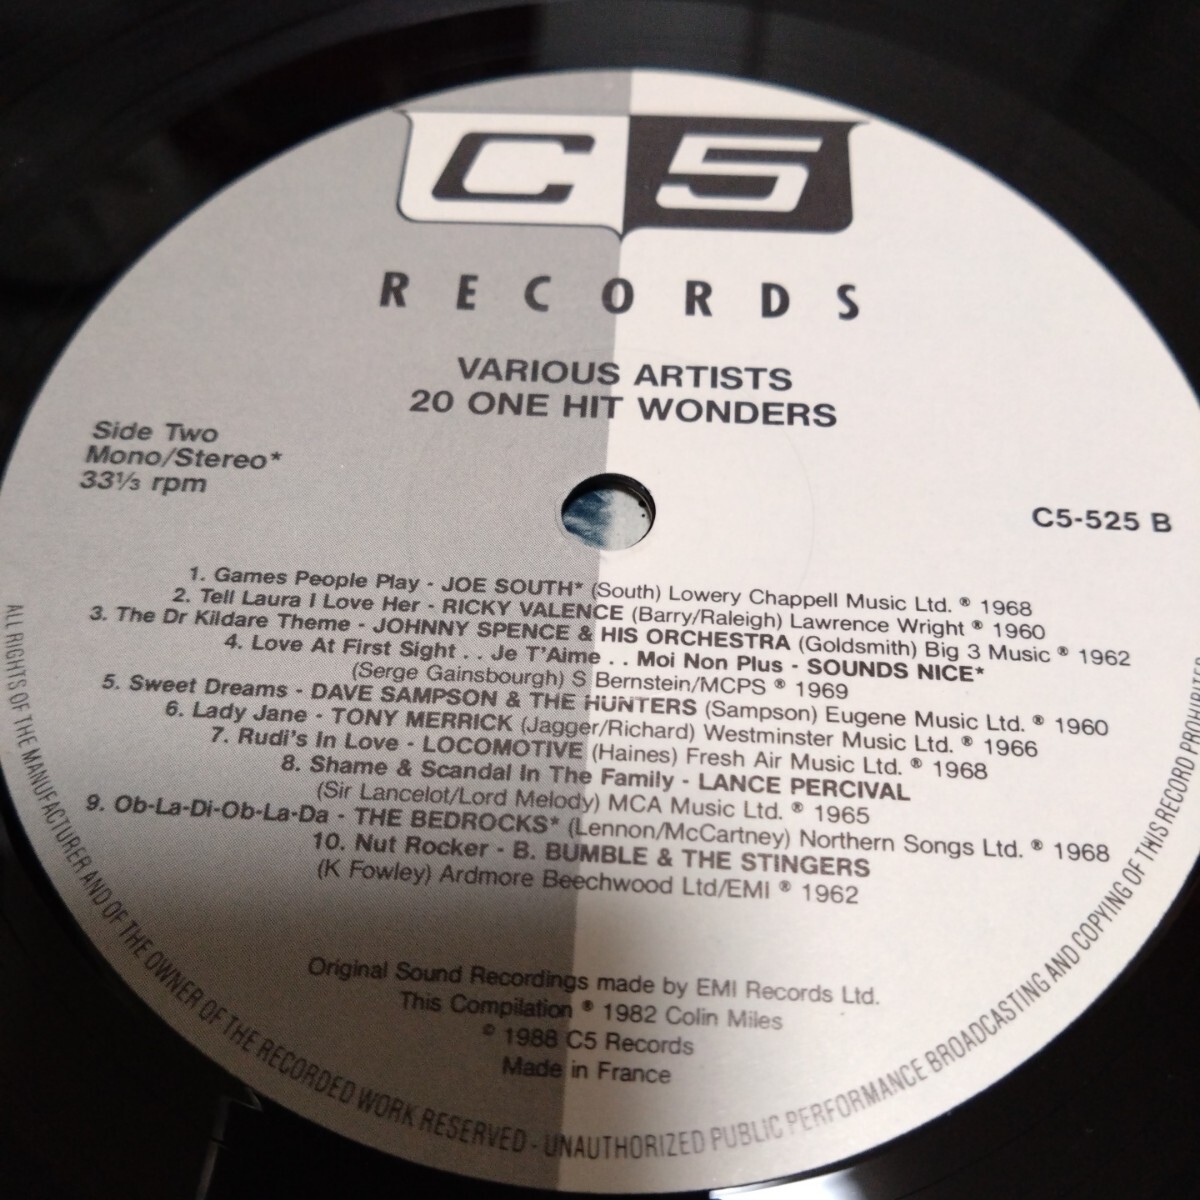 C5
RECORDS
VARIOUS ARTISTS
20 ONE HIT WONDERS
Side Two
Mono/Stereo*
33⅓ rpm
C5-525 B
1. Games People Play - JOE SOUTH* (South) Lowery Chappell Music Ltd. ℗ 1968
2. Tell Laura I Love Her - RICKY VALENCE (Barry/Raleigh) Lawrence Wright ℗ 1960
3. The Dr Kildare Theme - JOHNNY SPENCE & HIS ORCHESTRA (Goldsmith) Big 3 Music ℗ 1962
4. Love At First Sight . . Je T'Aime . . Moi Non Plus - SOUNDS NICE*
(Serge Gainsbourgh) S Bernstein/MCPS ℗ 1969
5. Sweet Dreams - DAVE SAMPSON & THE HUNTERS (Sampson) Eugene Music Ltd. ℗ 1960
6. Lady Jane - TONY MERRICK (Jagger/Richard) Westminster Music Ltd. ℗ 1966
7. Rudi's In Love - LOCOMOTIVE (Haines) Fresh Air Music Ltd. ℗ 1968
8. Shame & Scandal In The Family - LANCE PERCIVAL
(Sir Lancelot/Lord Melody) MCA Music Ltd. ℗ 1965
9. Ob-La-Di-Ob-La-Da - THE BEDROCKS* (Lennon/McCartney) Northern Songs Ltd. ℗ 1968
10. Nut Rocker - B. BUMBLE & THE STINGERS
(K Fowley) Ardmore Beechwood Ltd/EMI ℗ 1962
Original Sound Recordings made by EMI Records Ltd.
This Compilation ℗ 1982 Colin Miles
© 1988 C5 Records
Made in France
ALL RIGHTS OF THE MANUFACTURER AND OF THE OWNER OF THE RECORDED WORK RESERVED - UNAUTHORIZED PUBLIC PERFORMANCE BROADCASTING AND COPYING OF THIS RECORD PROHIBITED